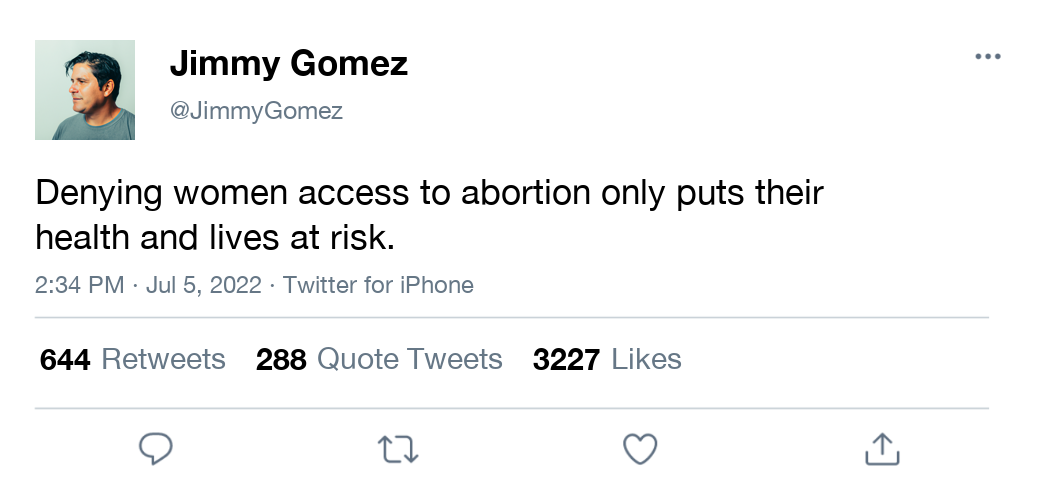 Jimmy Gomez
@JimmyGomez
Denying women access to abortion only puts their
health and lives at risk.
2:34 PM · Jul 5, 2022 · Twitter for iPhone
644 Retweets 288 Quote Tweets 3227 Likes